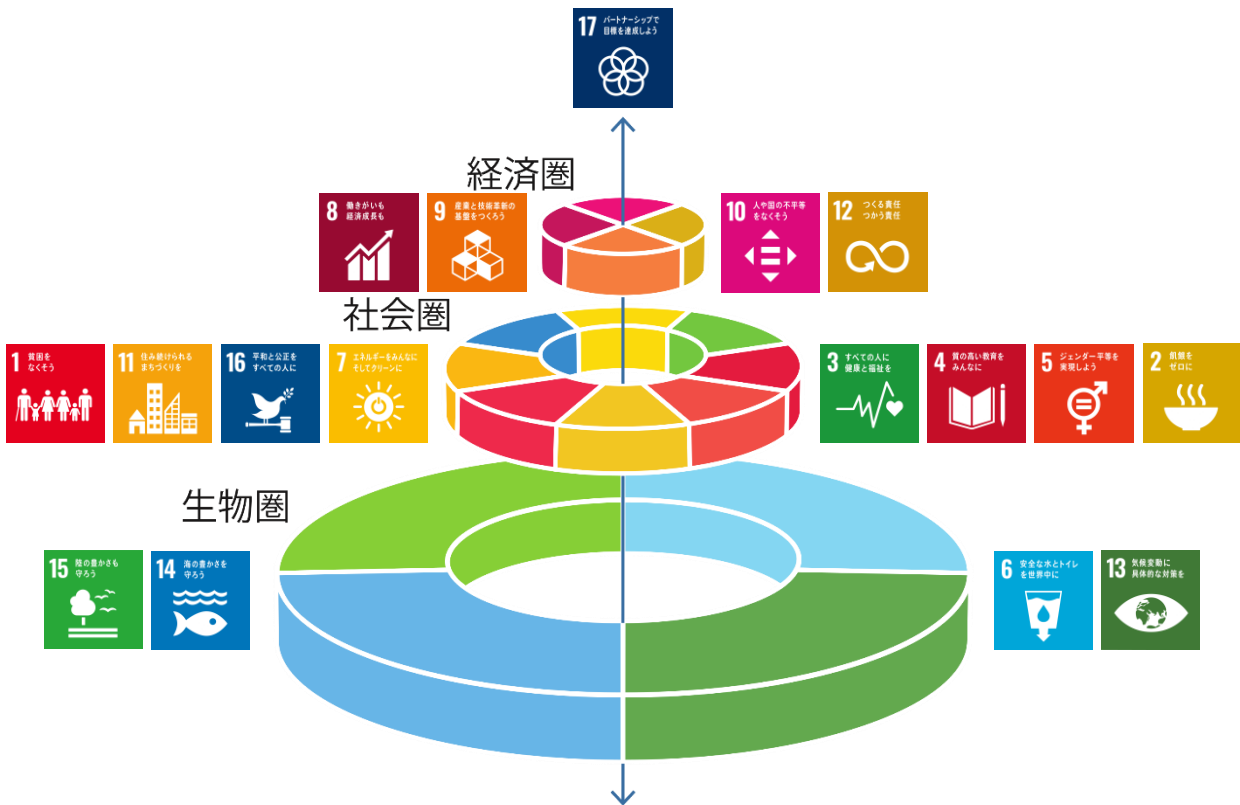 17 パートナーシップで
目標を達成しよう
経済圏
8 働きがいも
経済成長も
9 産業と技術革新の
基盤をつくろう
10 人や国の不平等
をなくそう
12 つくる責任
つかう責任
社会圏
1 貧困を
なくそう
11 住み続けられる
まちづくりを
16 平和と公正を
すべての人に
7 エネルギーをみんなに
そしてクリーンに
3 すべての人に
健康と福祉を
4 質の高い教育を
みんなに
5 ジェンダー平等を
実現しよう
2 飢餓を
ゼロに
生物圏
15 陸の豊かさも
守ろう
14 海の豊かさを
守ろう
6 安全な水とトイレ
を世界中に
13 気候変動に
具体的な対策を